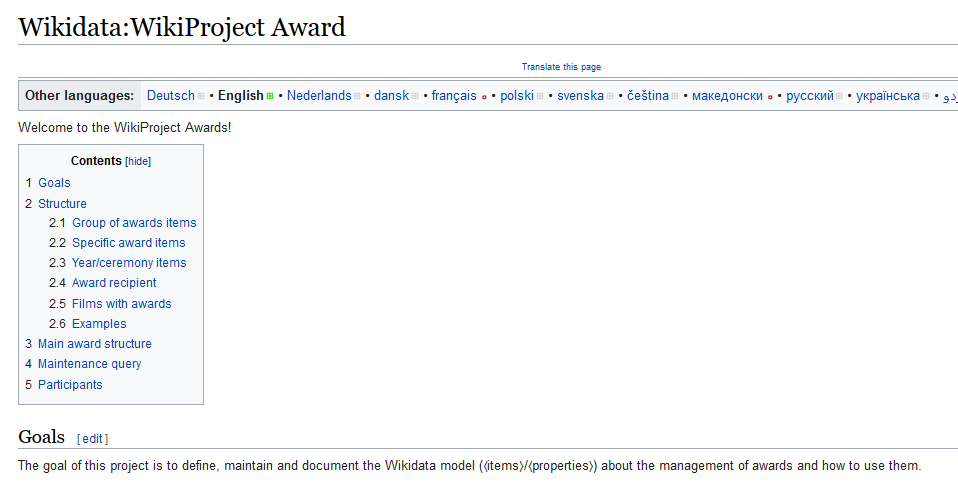 Wikidata:WikiProject Award
Translate this page
Other languages: Deutsch • English • Nederlands • dansk • français • polski • svenska • čeština • македонски • русский • українська •
Welcome to the WikiProject Awards!
Contents [hide]
1 Goals
2 Structure
2.1 Group of awards items
2.2 Specific award items
2.3 Year/ceremony items
2.4 Award recipient
2.5 Films with awards
2.6 Examples
3 Main award structure
4 Maintenance query
5 Participants
Goals [ edit ]
The goal of this project is to define, maintain and document the Wikidata model (⟨items⟩/⟨properties⟩) about the management of awards and how to use them.